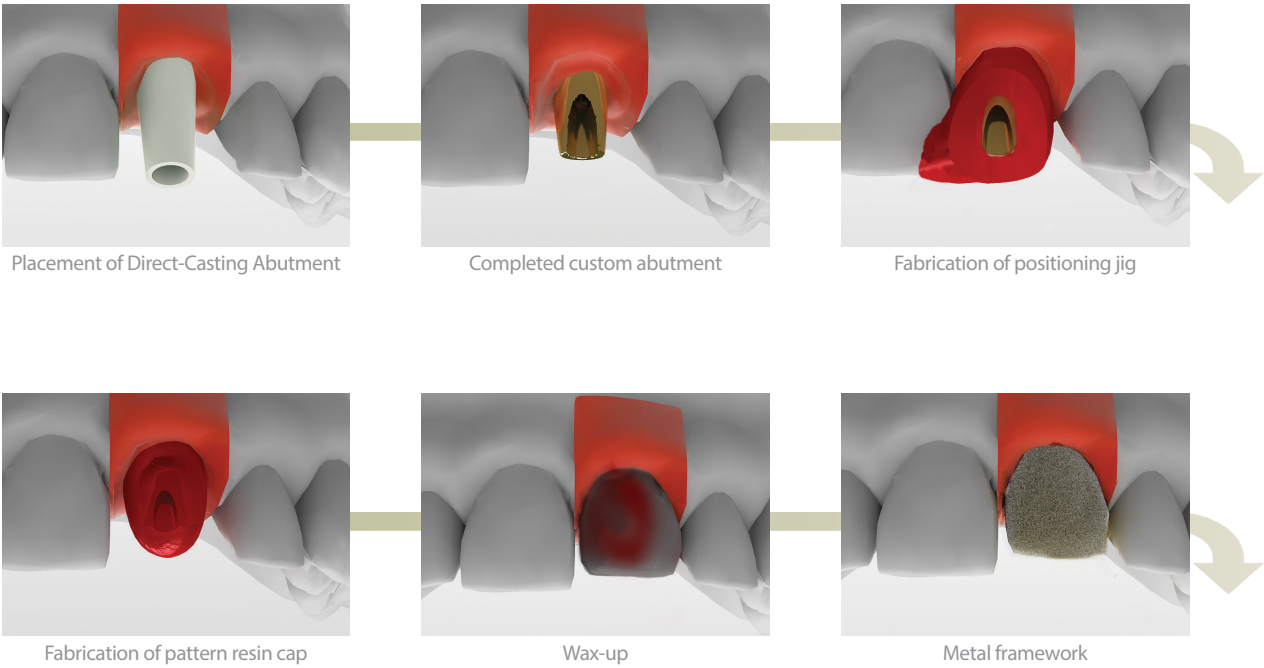 Placement of Direct-Casting Abutment
Completed custom abutment
Fabrication of positioning jig
Fabrication of pattern resin cap
Wax-up
Metal framework